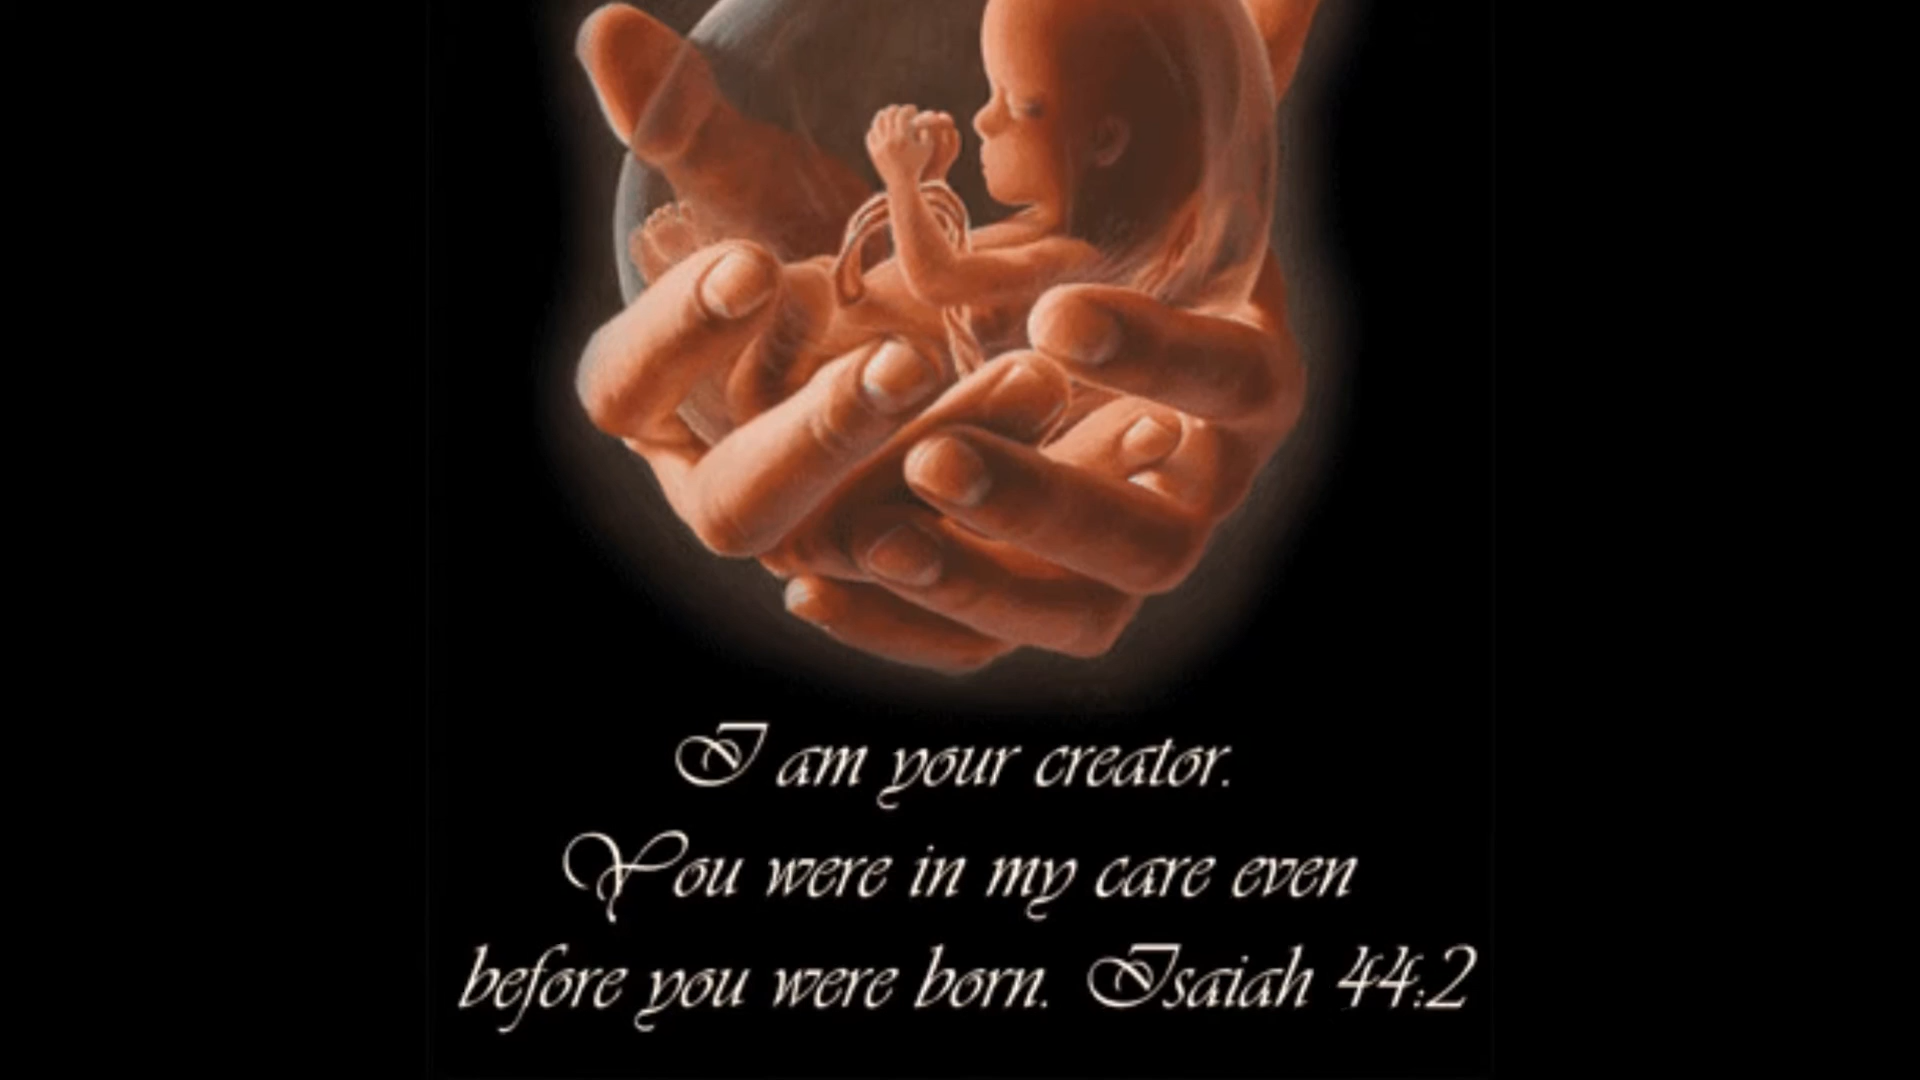 I am your creator.
You were in my care even
before you were born. Isaiah 44:2